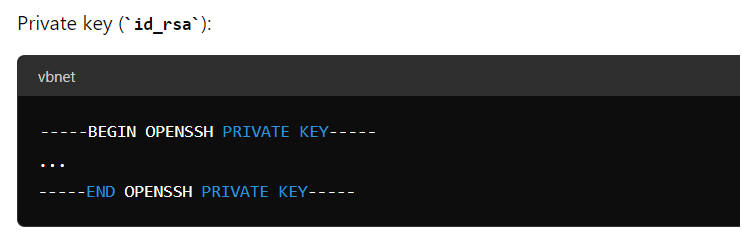 Private key (`id_rsa`):
vbnet
-----BEGIN OPENSSH PRIVATE KEY-----
...
-----END OPENSSH PRIVATE KEY-----